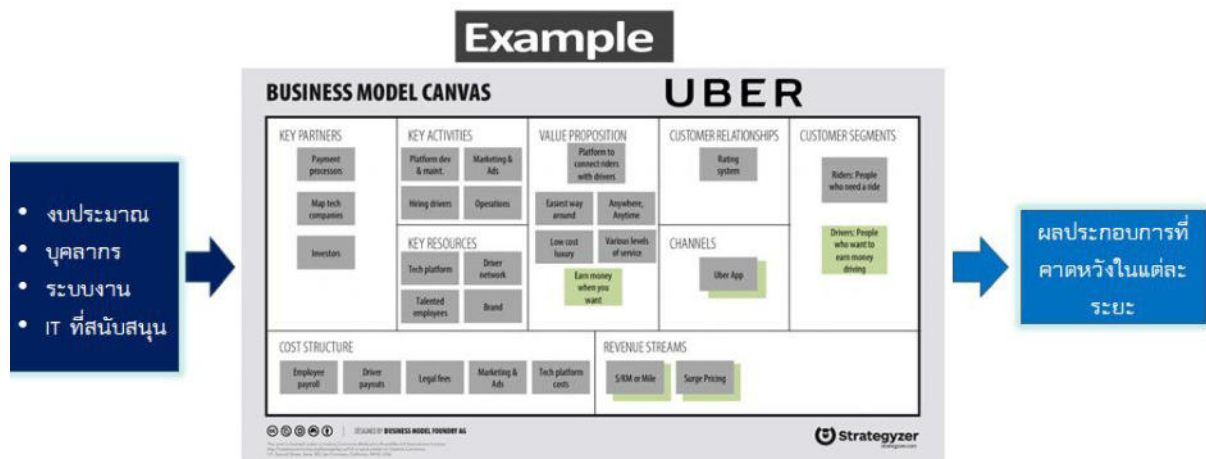 Example
BUSINESS MODEL CANVAS
UBER
• งบประมาณ
• บุคลากร
• ระบบงาน
• IT ที่สนับสนุน
KEY PARTNERS
Payment
processors
Map tech
companies
Investors
KEY ACTIVITIES
Platform dev
& maint.
Marketing &
Ads
Hiring drivers
Operations
KEY RESOURCES
Tech platform
Driver
network
Talented
employees
Brand
VALUE PROPOSITION
Platform to
connect riders
with drivers
Easiest way
around
Anywhere,
Anytime
Low cost
luxury
Various levels
of service
Earn money
when you
want
CUSTOMER RELATIONSHIPS
Rating
system
CHANNELS
Uber App
CUSTOMER SEGMENTS
Riders: People
who need a ride
Drivers: People
who want to
earn money
driving
COST STRUCTURE
Employee
payroll
Driver
payouts
Legal fees
Marketing &
Ads
Tech platform
costs
REVENUE STREAMS
$/KM or Mile
Surge Pricing
DESIGNED BY BUSINESS MODEL FOUNDRY AG
Strategyzer
strategyzer.com
ผลประกอบการที่
คาดหวังในแต่ละ
ระยะ